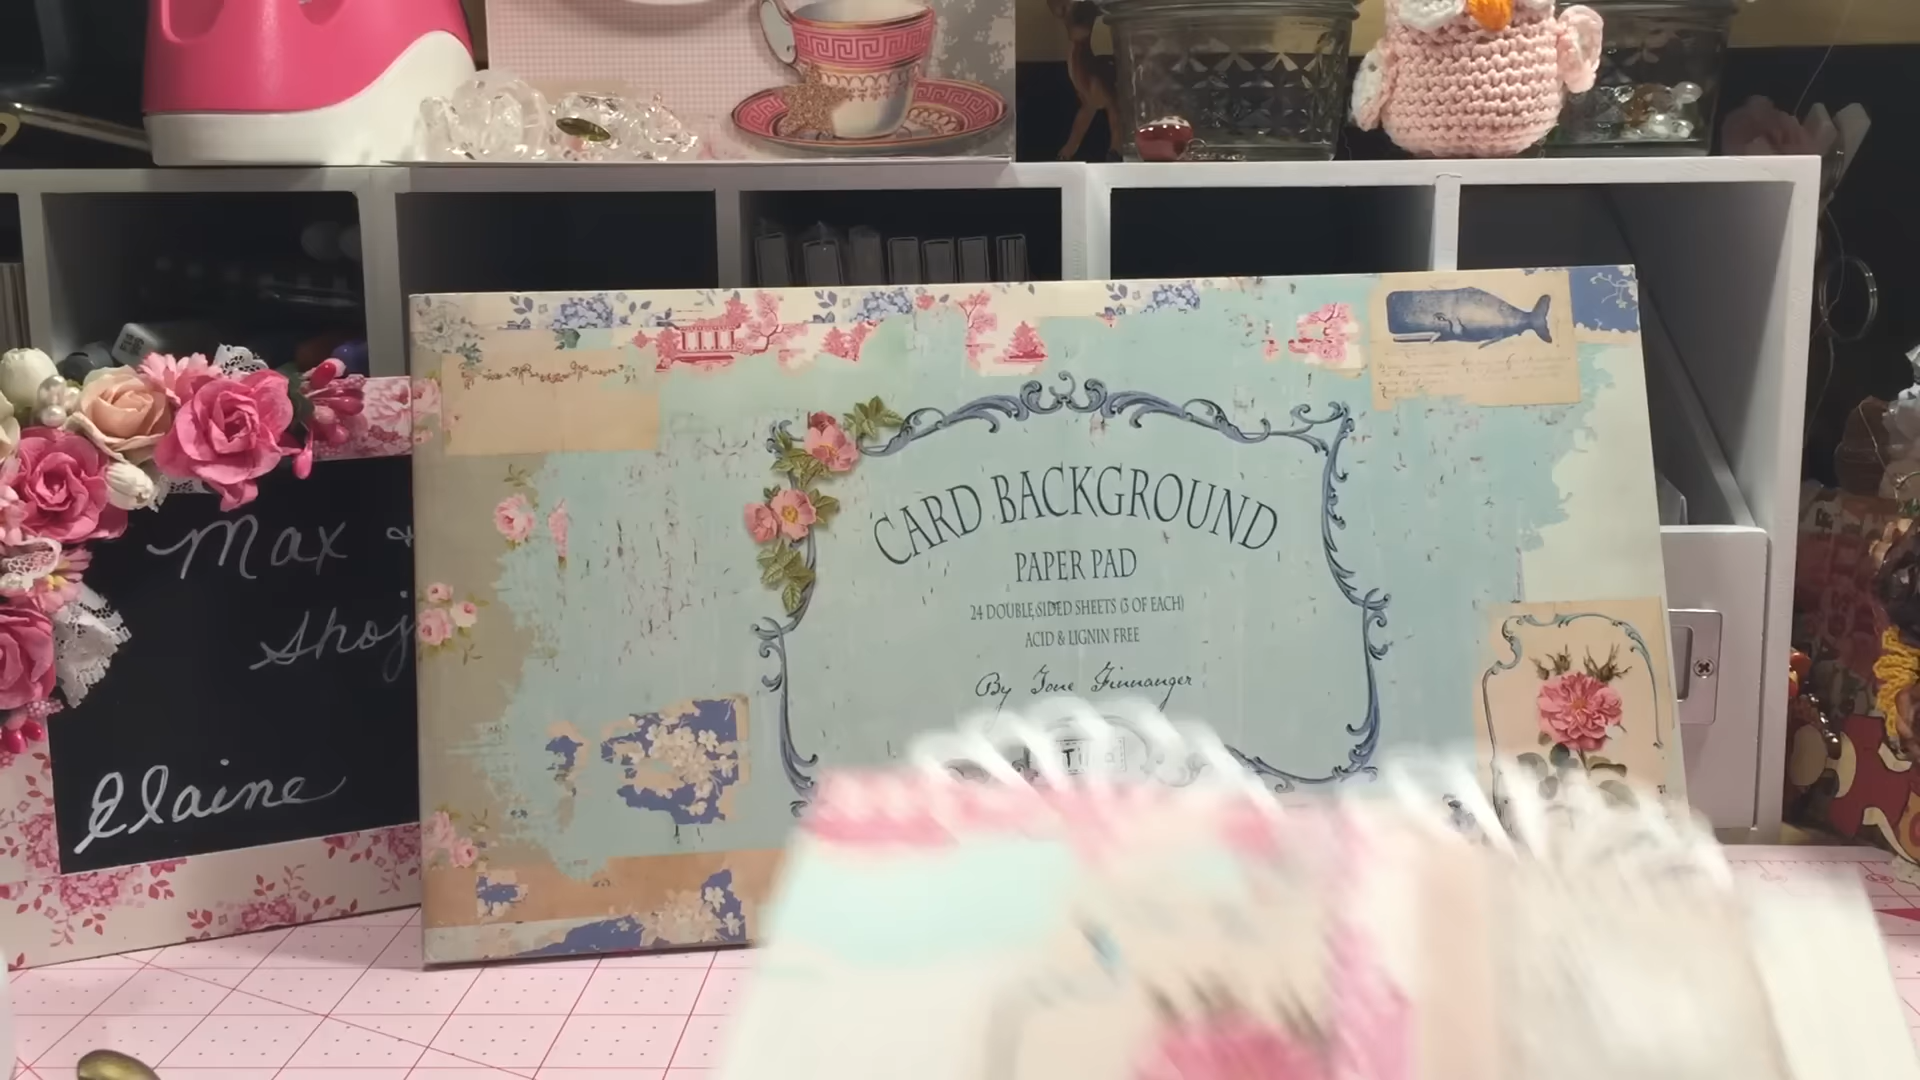 Max &
Shoj
Elaine
CARD BACKGROUND
PAPER PAD
24 DOUBLE SIDED SHEETS (3 OF EACH)
ACID & LIGNIN FREE
By Tone Finnanger